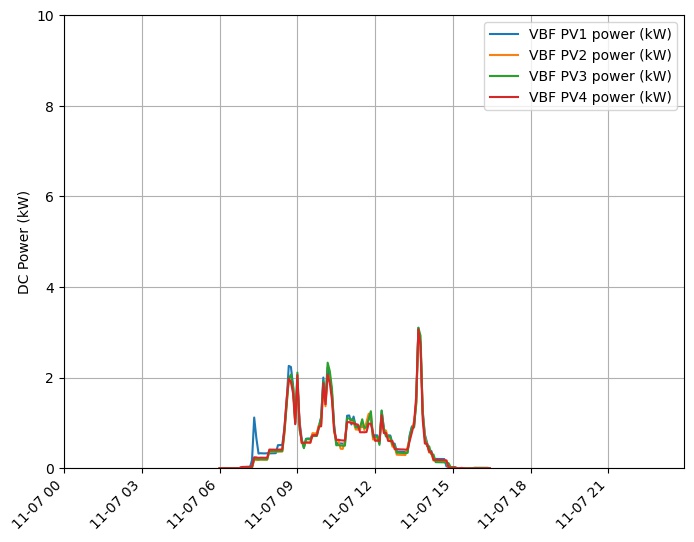 10
8
6
4
2
0
DC Power (kW)
VBF PV1 power (kW)
VBF PV2 power (kW)
VBF PV3 power (kW)
VBF PV4 power (kW)
11-07 00
11-07 03
11-07 06
11-07 09
11-07 12
11-07 15
11-07 18
11-07 21